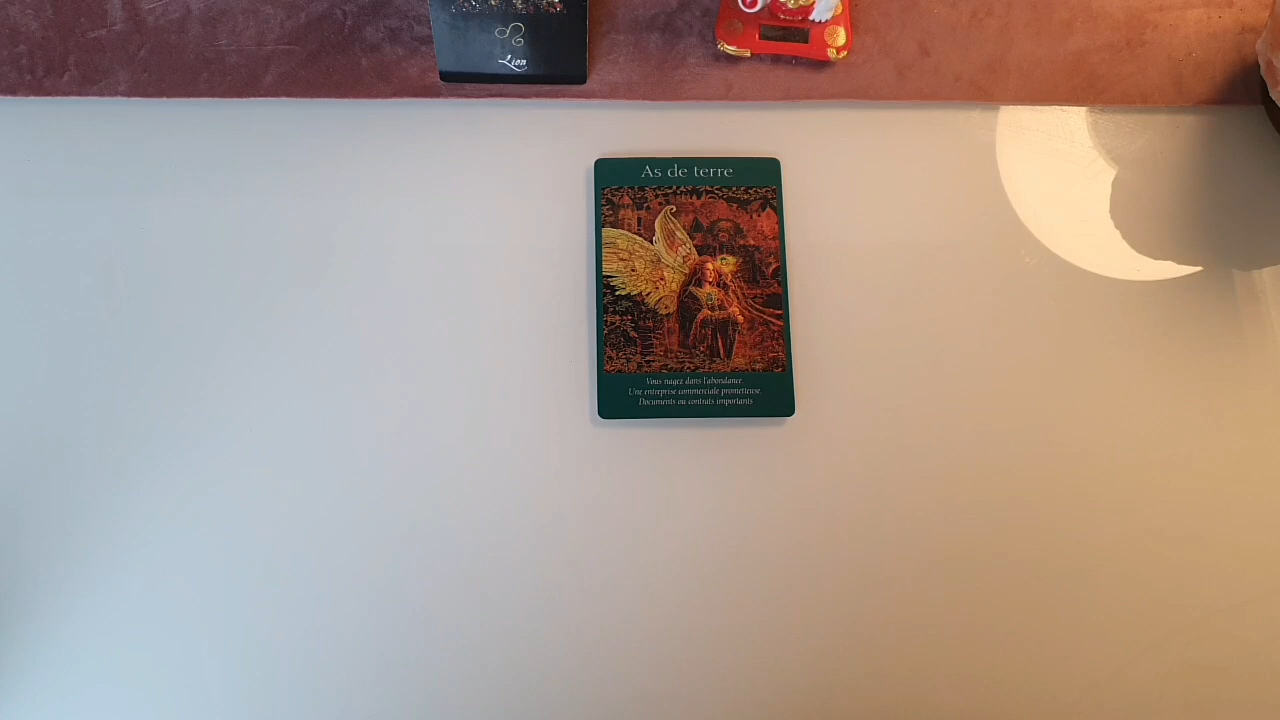 Lion
As de terre
Vous nagez dans l'abondance.
Une entreprise commerciale prometteuse.
Documents ou contrats importants